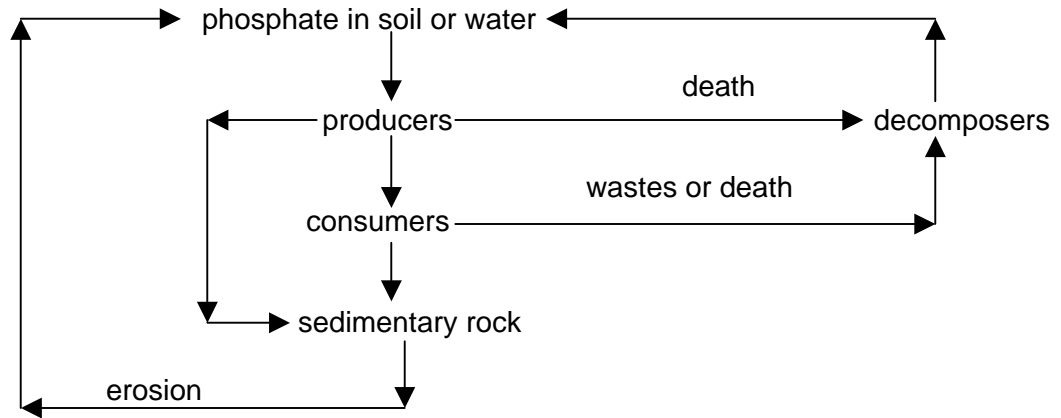 phosphate in soil or water
death
producers
decomposers
wastes or death
consumers
sedimentary rock
erosion